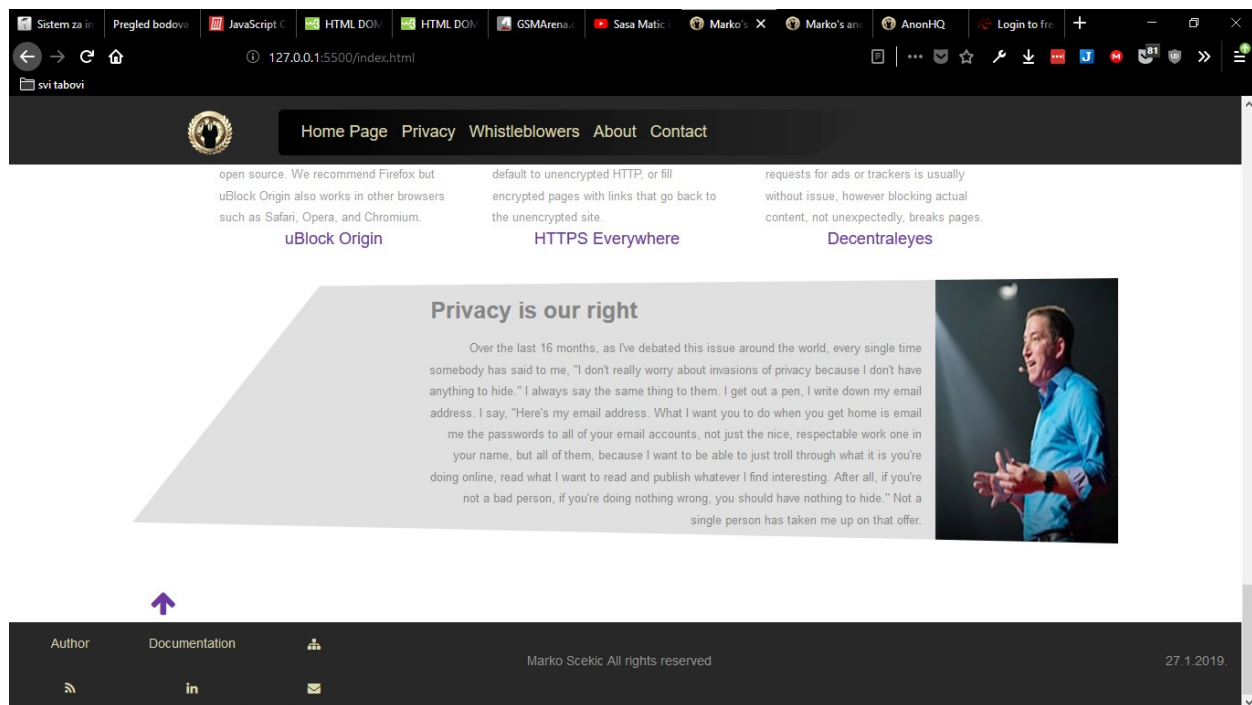 Sistem za in
Pregled bodova
JavaScript C
HTML DOM
HTML DOM
GSMArena.c
Sasa Matic i
Marko's
Marko's and
AnonHQ
Login to fre
127.0.0.1:5500/index.html
81
svi tabovi
Home Page Privacy Whistleblowers About Contact
open source. We recommend Firefox but
uBlock Origin also works in other browsers
such as Safari, Opera, and Chromium.
uBlock Origin
default to unencrypted HTTP, or fill
encrypted pages with links that go back to
the unencrypted site.
HTTPS Everywhere
requests for ads or trackers is usually
without issue, however blocking actual
content, not unexpectedly, breaks pages.
Decentraleyes
Privacy is our right
Over the last 16 months, as I've debated this issue around the world, every single time
somebody has said to me, "I don't really worry about invasions of privacy because I don't have
anything to hide." I always say the same thing to them. I get out a pen, I write down my email
address. I say, "Here's my email address. What I want you to do when you get home is email
me the passwords to all of your email accounts, not just the nice, respectable work one in
your name, but all of them, because I want to be able to just troll through what it is you're
doing online, read what I want to read and publish whatever I find interesting. After all, if you're
not a bad person, if you're doing nothing wrong, you should have nothing to hide." Not a
single person has taken me up on that offer.
Author
Documentation
in
Marko Scekic All rights reserved
27.1.2019.